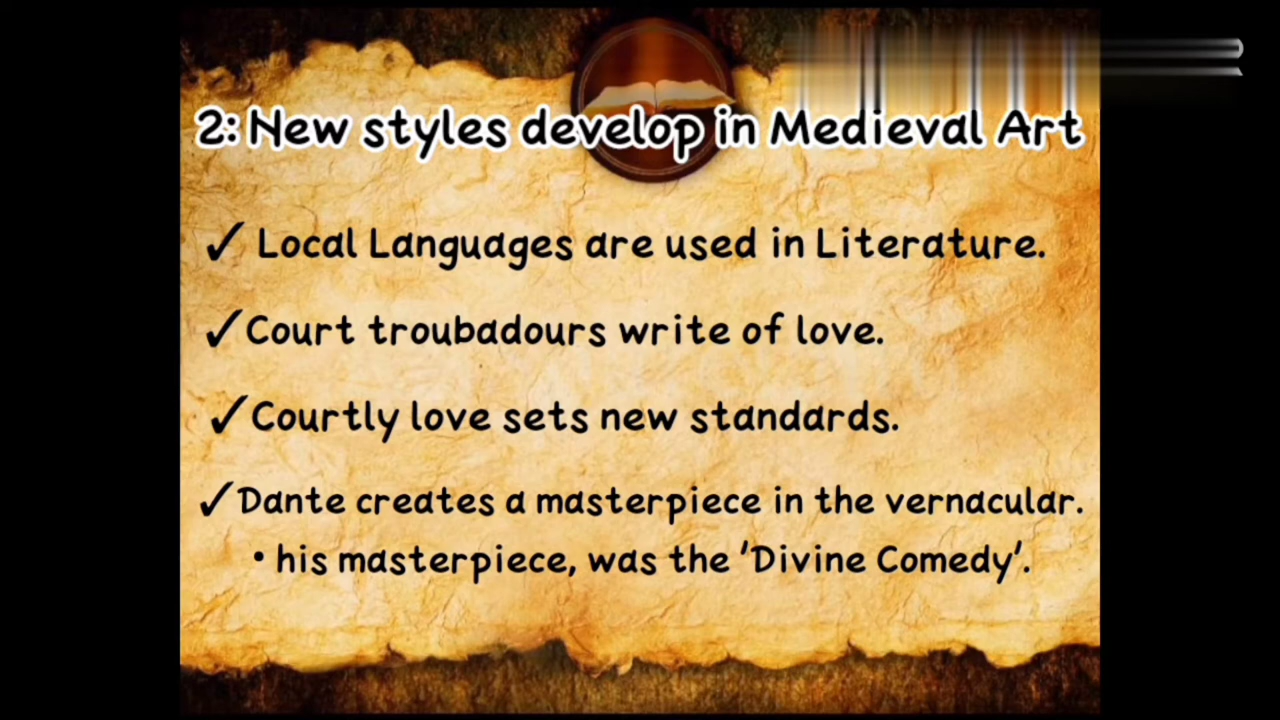 2: New styles develop in Medieval Art
✓ Local Languages are used in Literature.
✓ Court troubadours write of love.
✓ Courtly love sets new standards.
✓ Dante creates a masterpiece in the vernacular.
• his masterpiece, was the 'Divine Comedy'.